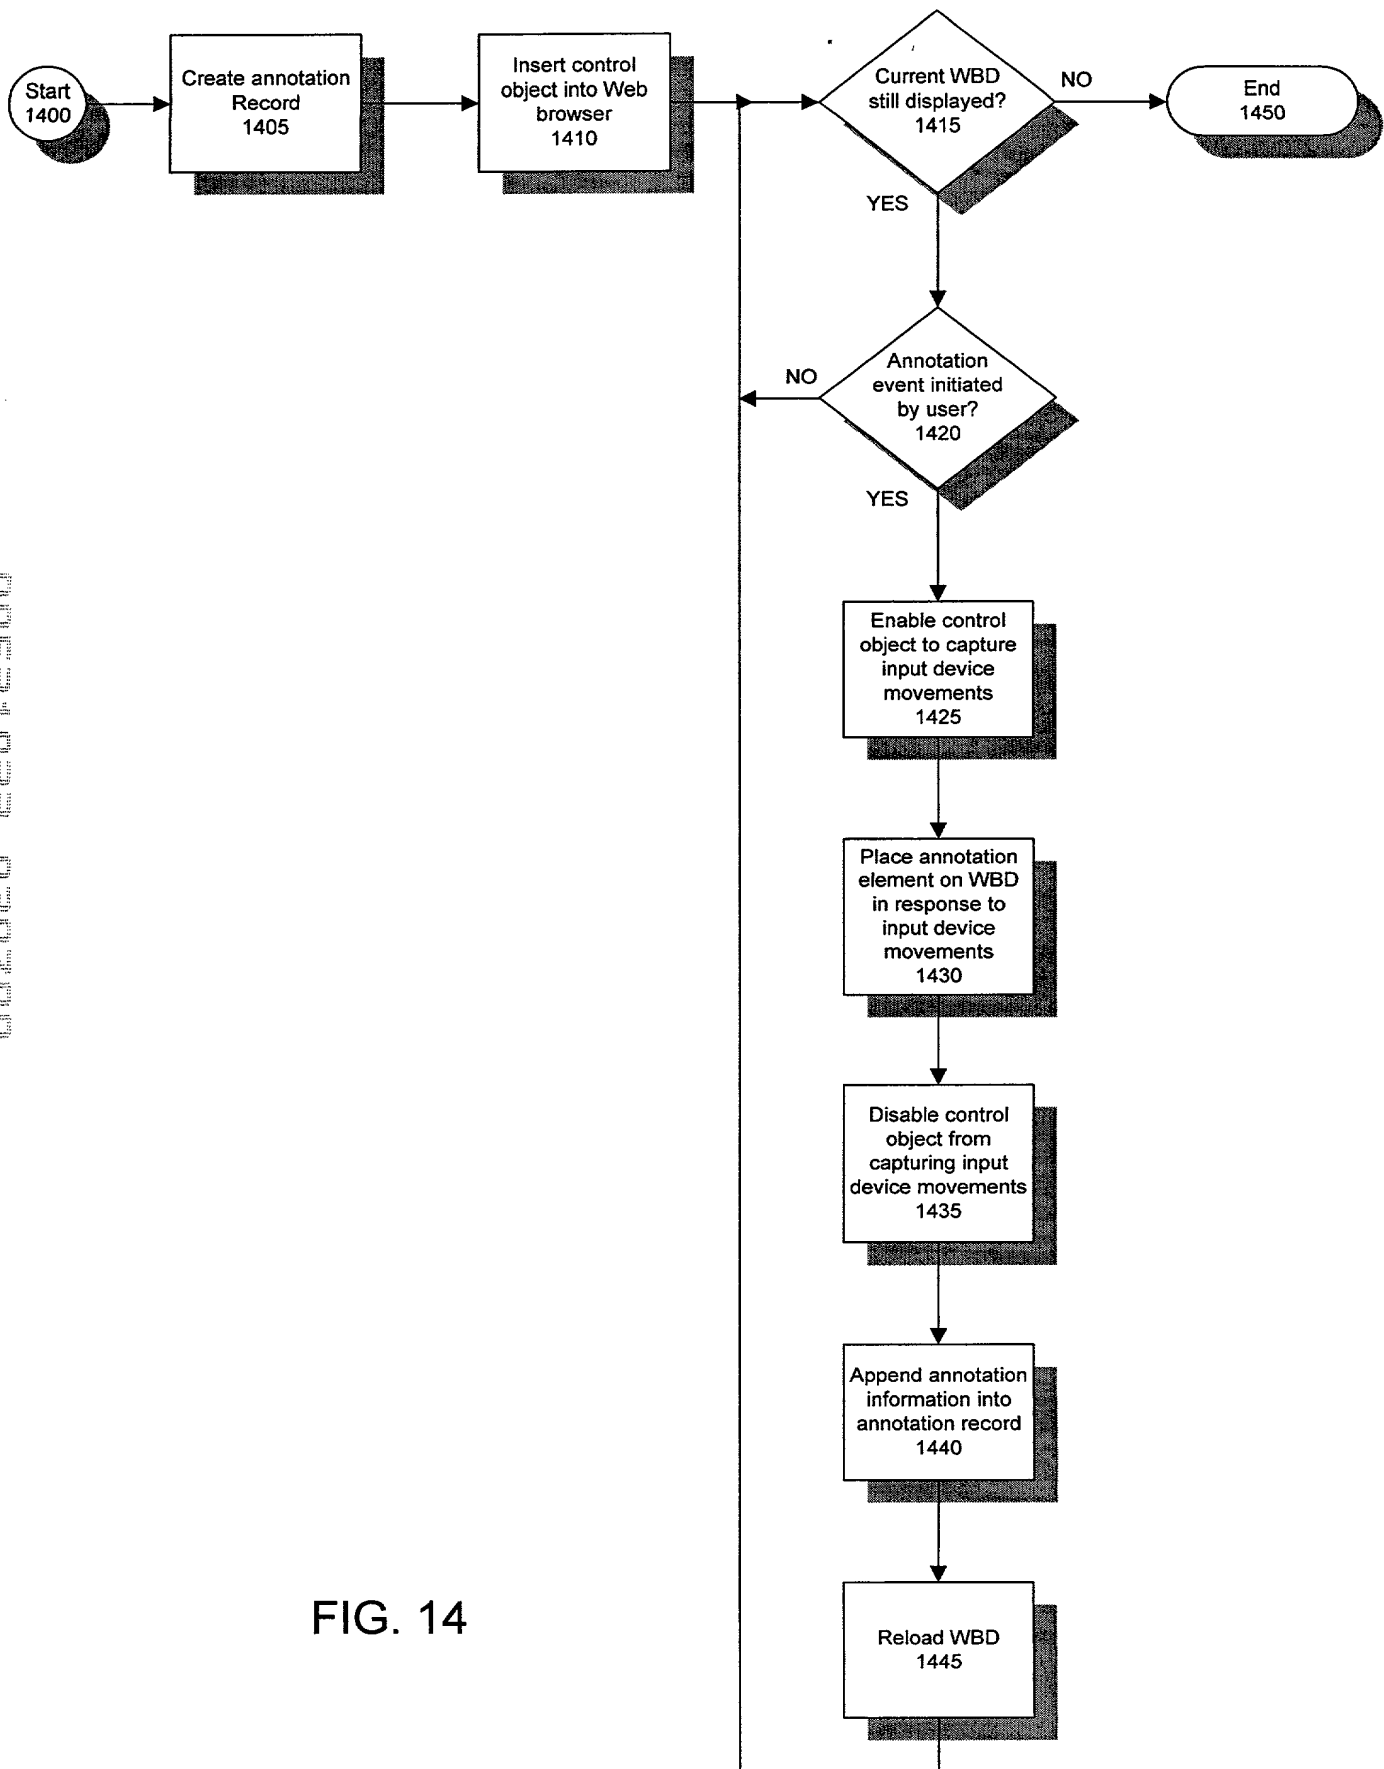 Start
1400
Create annotation
Record
1405
Insert control
object into Web
browser
1410
Current WBD
still displayed?
1415
NO
End
1450
YES
Annotation
event initiated
by user?
1420
NO
YES
Enable control
object to capture
input device
movements
1425
Place annotation
element on WBD
in response to
input device
movements
1430
Disable control
object from
capturing input
device movements
1435
Append annotation
information into
annotation record
1440
Reload WBD
1445
FIG. 14